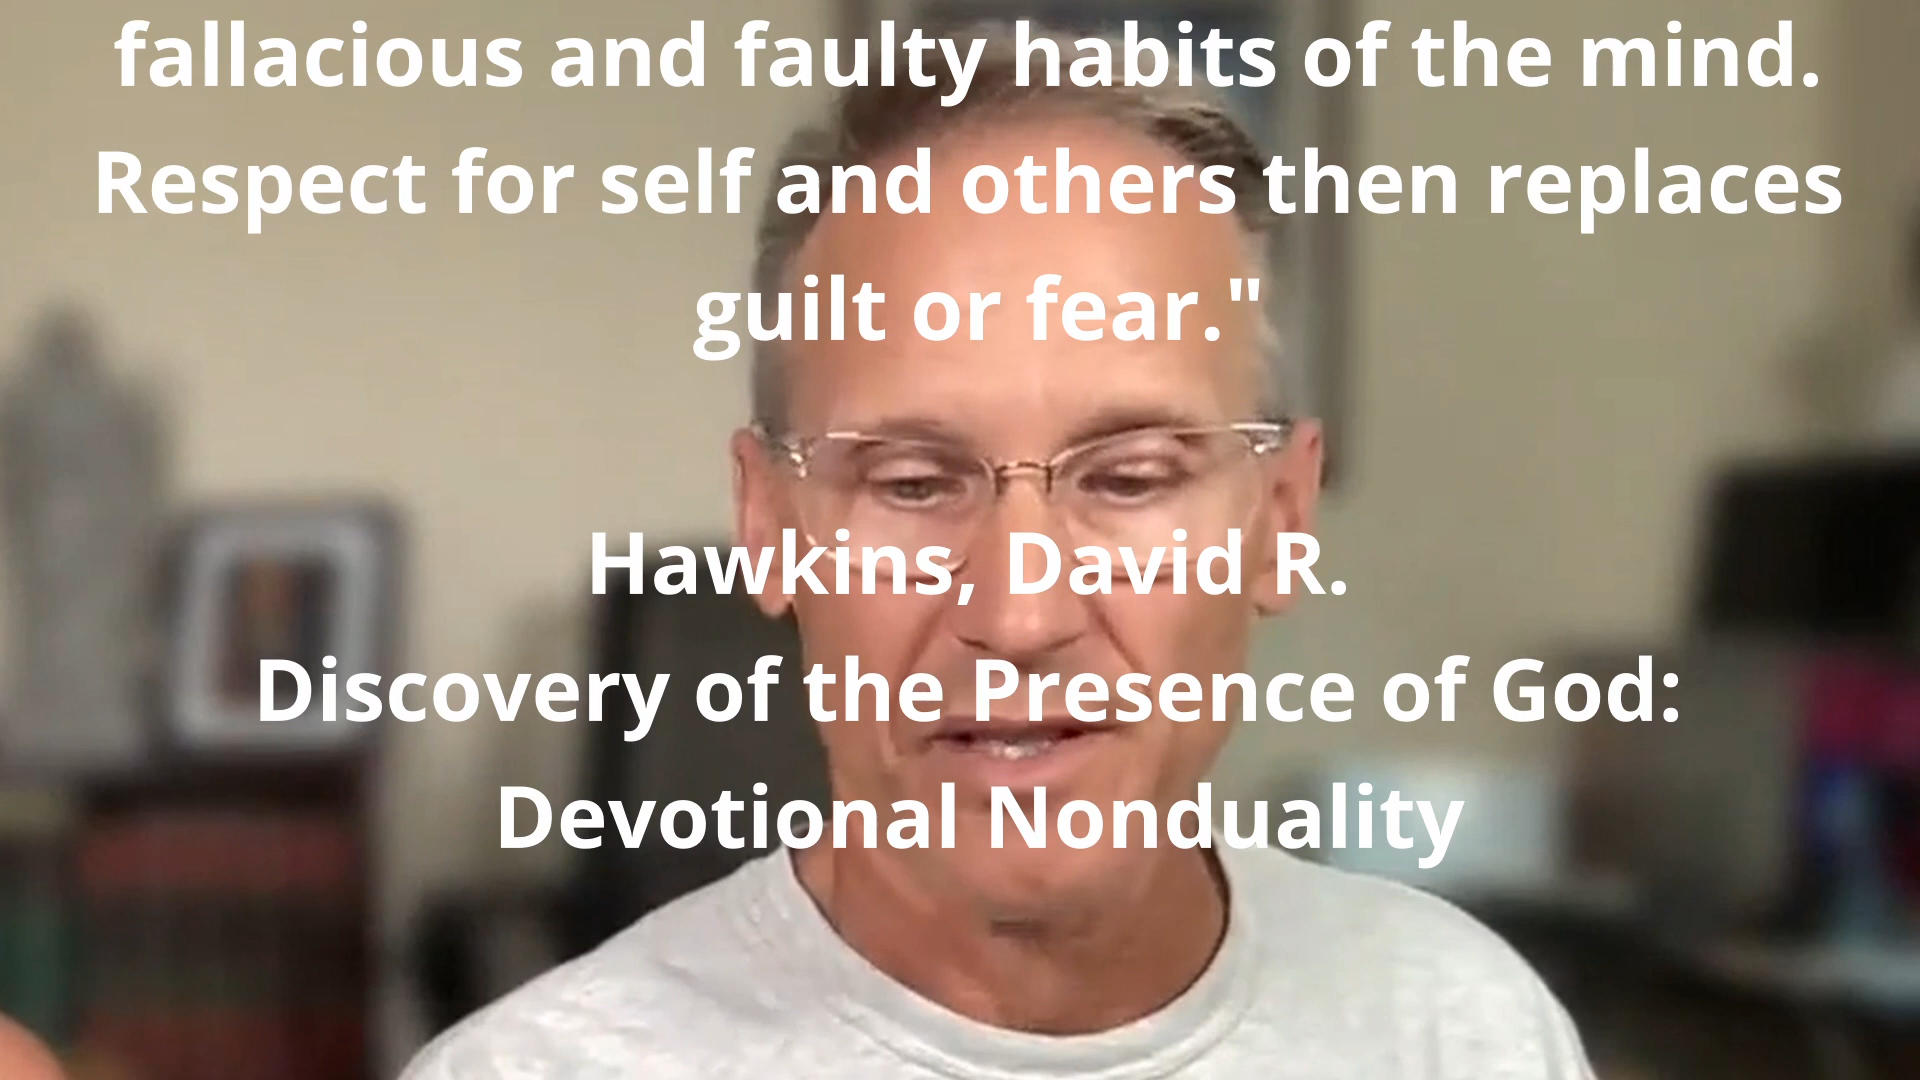 fallacious and faulty habits of the mind.
Respect for self and others then replaces
guilt or fear."
Hawkins, David R.
Discovery of the Presence of God:
Devotional Nonduality